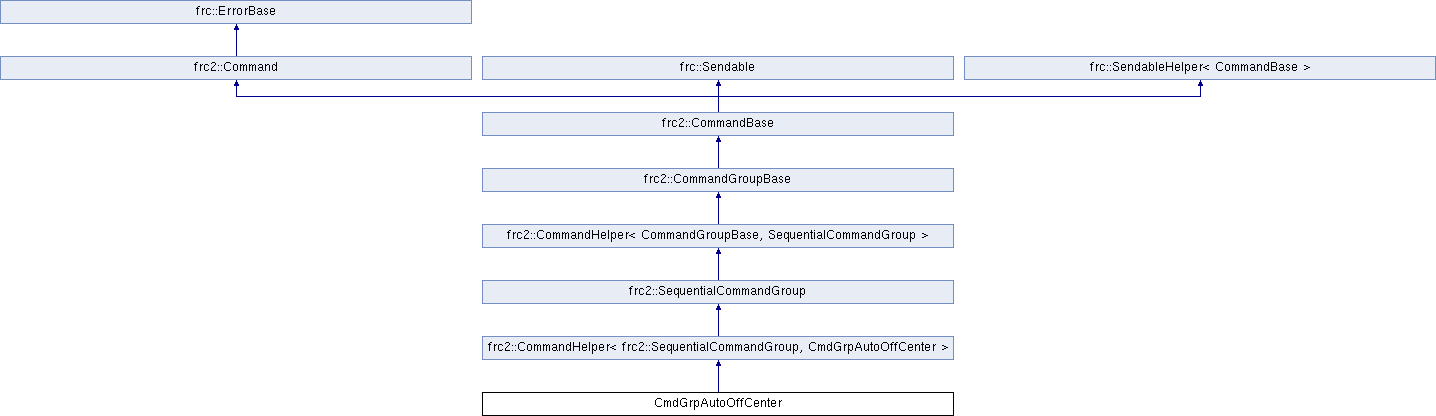 frc::ErrorBase
frc2::Command
frc::Sendable
frc::SendableHelper< CommandBase >
frc2::CommandBase
frc2::CommandGroupBase
frc2::CommandHelper< CommandGroupBase, SequentialCommandGroup >
frc2::SequentialCommandGroup
frc2::CommandHelper< frc2::SequentialCommandGroup, CmdGrpAutoOffCenter >
CmdGrpAutoOffCenter